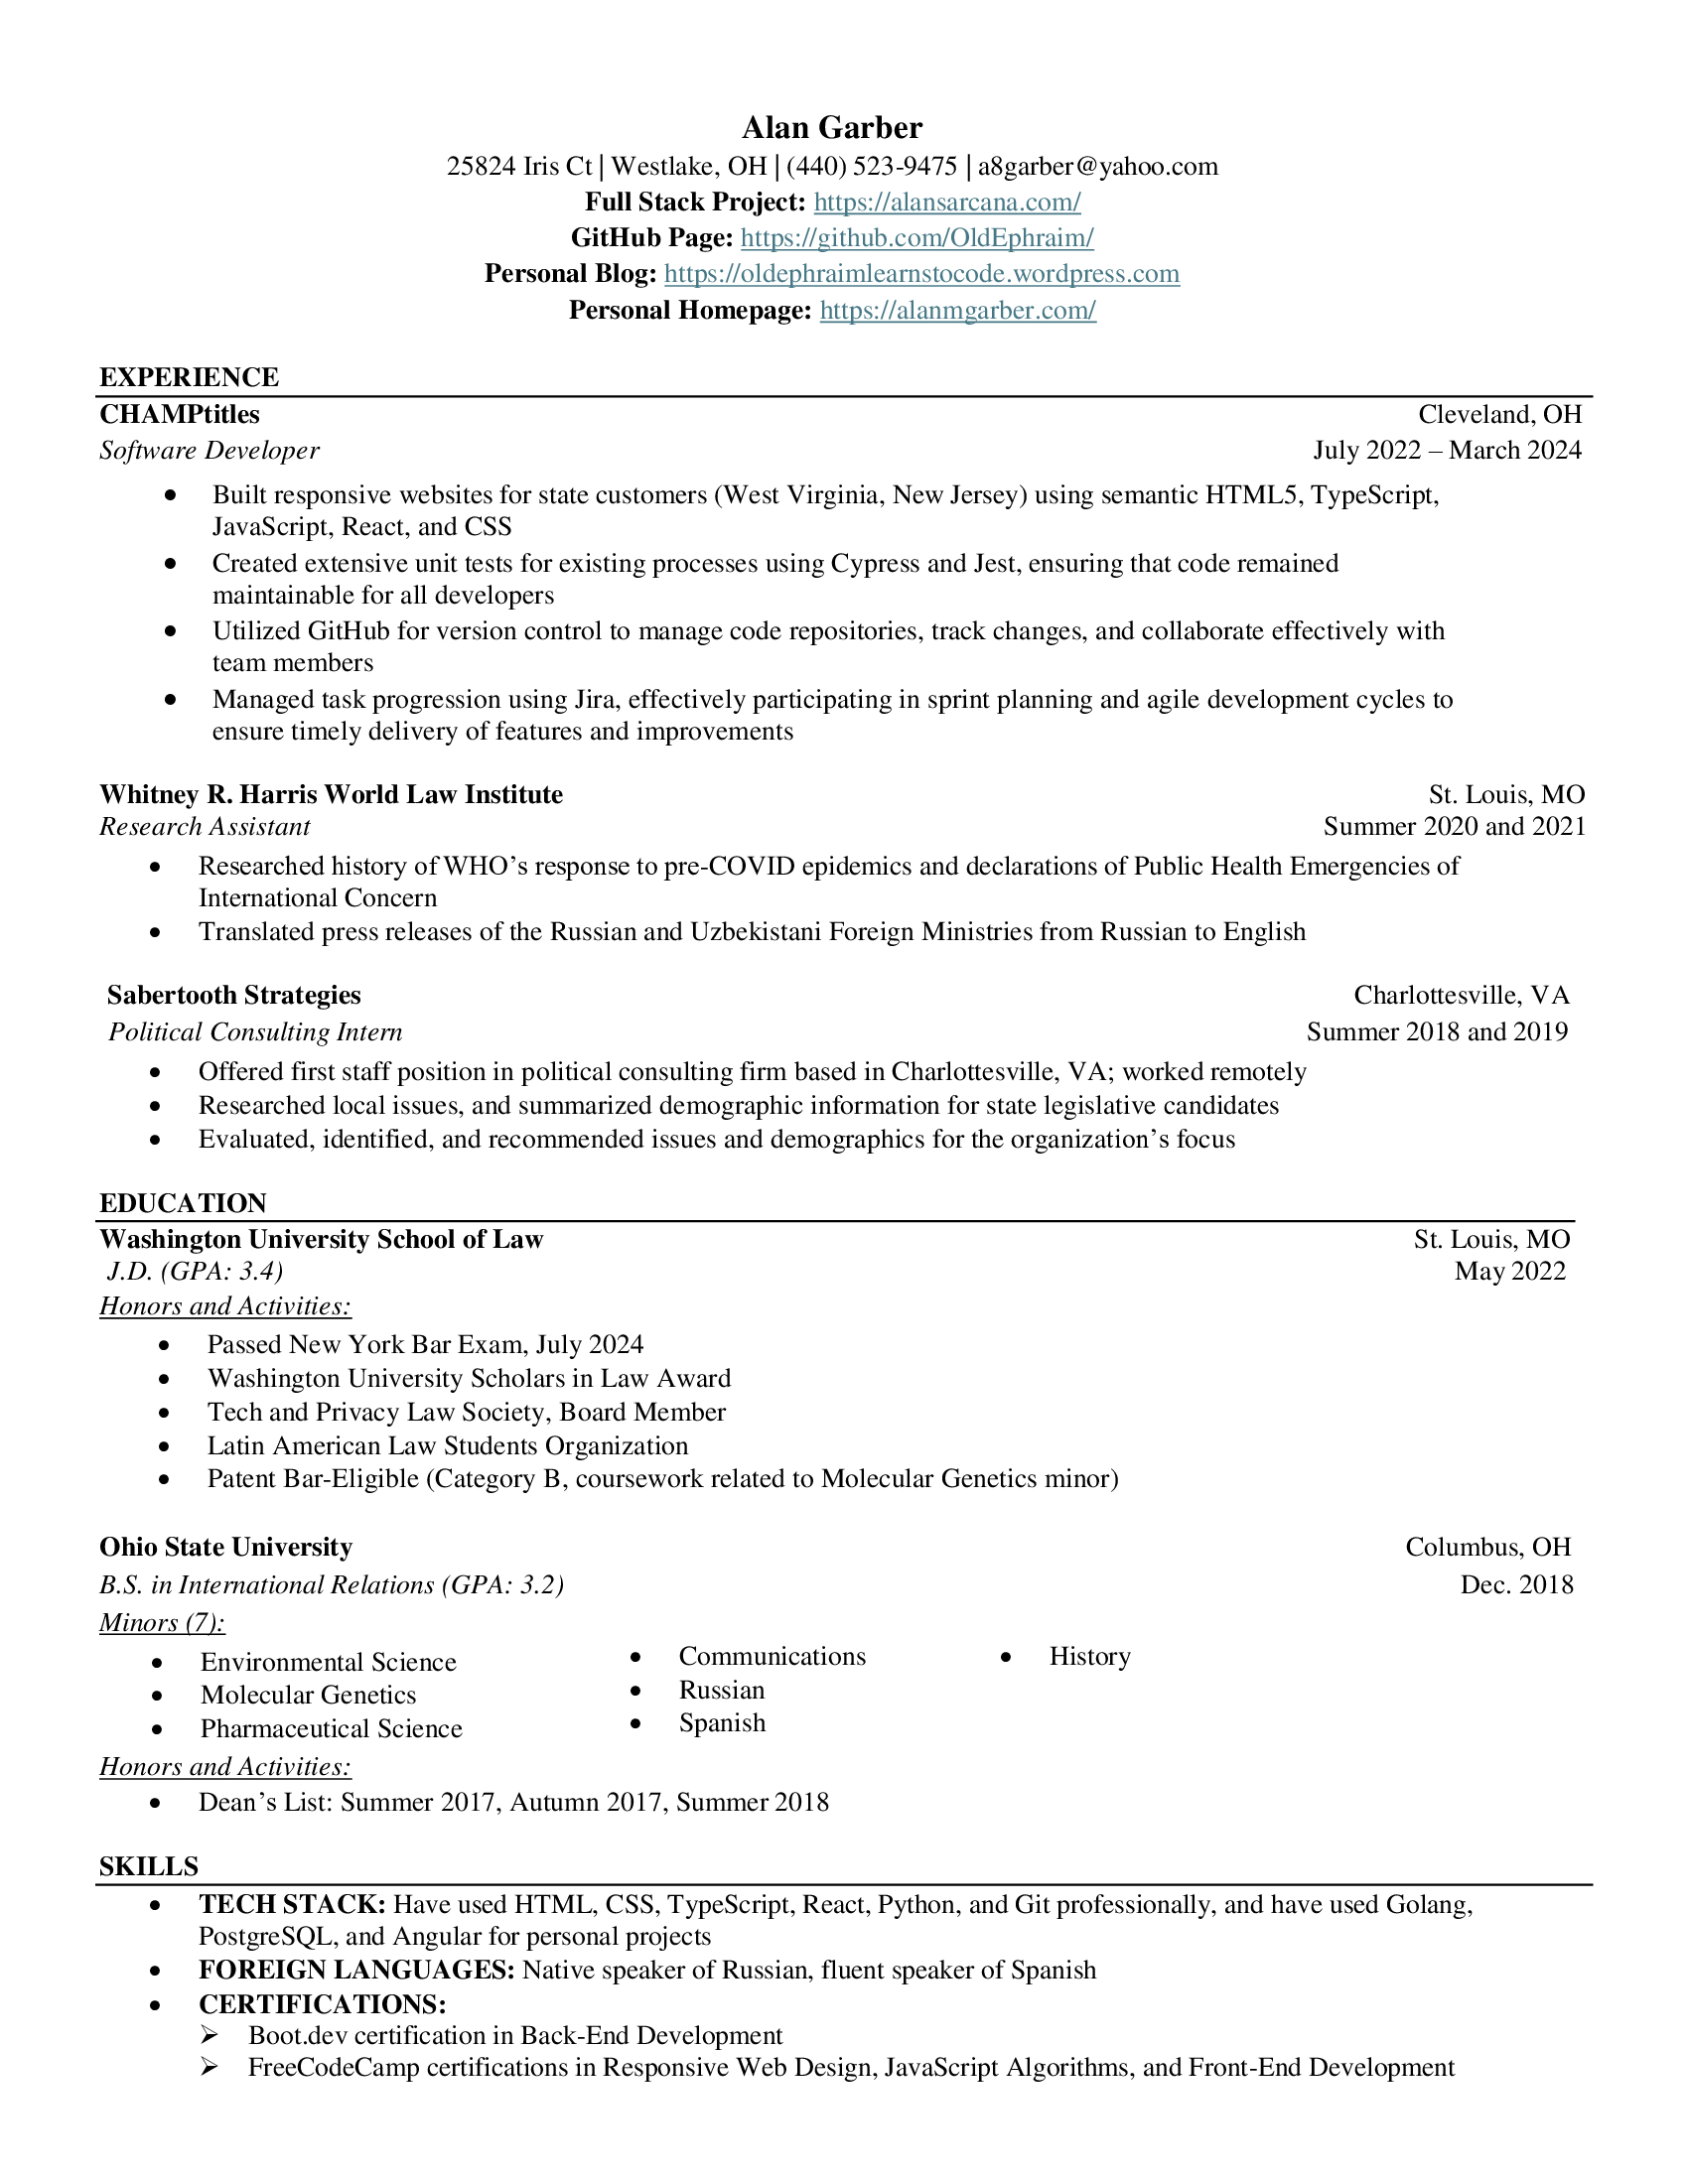 Alan Garber
25824 Iris Ct | Westlake, OH | (440) 523-9475 | a8garber@yahoo.com
Full Stack Project: https://alansarcana.com/
GitHub Page: https://github.com/OldEphraim/
Personal Blog: https://oldephraimlearnstocode.wordpress.com
Personal Homepage: https://alanmgarber.com/
EXPERIENCE
CHAMPtitles Cleveland, OH
Software Developer July 2022 – March 2024
• Built responsive websites for state customers (West Virginia, New Jersey) using semantic HTML5, TypeScript,
JavaScript, React, and CSS
• Created extensive unit tests for existing processes using Cypress and Jest, ensuring that code remained
maintainable for all developers
• Utilized GitHub for version control to manage code repositories, track changes, and collaborate effectively with
team members
• Managed task progression using Jira, effectively participating in sprint planning and agile development cycles to
ensure timely delivery of features and improvements
Whitney R. Harris World Law Institute St. Louis, MO
Research Assistant Summer 2020 and 2021
• Researched history of WHO’s response to pre-COVID epidemics and declarations of Public Health Emergencies of
International Concern
• Translated press releases of the Russian and Uzbekistani Foreign Ministries from Russian to English
Sabertooth Strategies Charlottesville, VA
Political Consulting Intern Summer 2018 and 2019
• Offered first staff position in political consulting firm based in Charlottesville, VA; worked remotely
• Researched local issues, and summarized demographic information for state legislative candidates
• Evaluated, identified, and recommended issues and demographics for the organization’s focus
EDUCATION
Washington University School of Law St. Louis, MO
J.D. (GPA: 3.4) May 2022
Honors and Activities:
• Passed New York Bar Exam, July 2024
• Washington University Scholars in Law Award
• Tech and Privacy Law Society, Board Member
• Latin American Law Students Organization
• Patent Bar-Eligible (Category B, coursework related to Molecular Genetics minor)
Ohio State University Columbus, OH
B.S. in International Relations (GPA: 3.2) Dec. 2018
Minors (7):
• Environmental Science
• Molecular Genetics
• Pharmaceutical Science
• Communications
• Russian
• Spanish
• History
Honors and Activities:
• Dean’s List: Summer 2017, Autumn 2017, Summer 2018
SKILLS
• TECH STACK: Have used HTML, CSS, TypeScript, React, Python, and Git professionally, and have used Golang,
PostgreSQL, and Angular for personal projects
• FOREIGN LANGUAGES: Native speaker of Russian, fluent speaker of Spanish
• CERTIFICATIONS:
➢ Boot.dev certification in Back-End Development
➢ FreeCodeCamp certifications in Responsive Web Design, JavaScript Algorithms, and Front-End Development